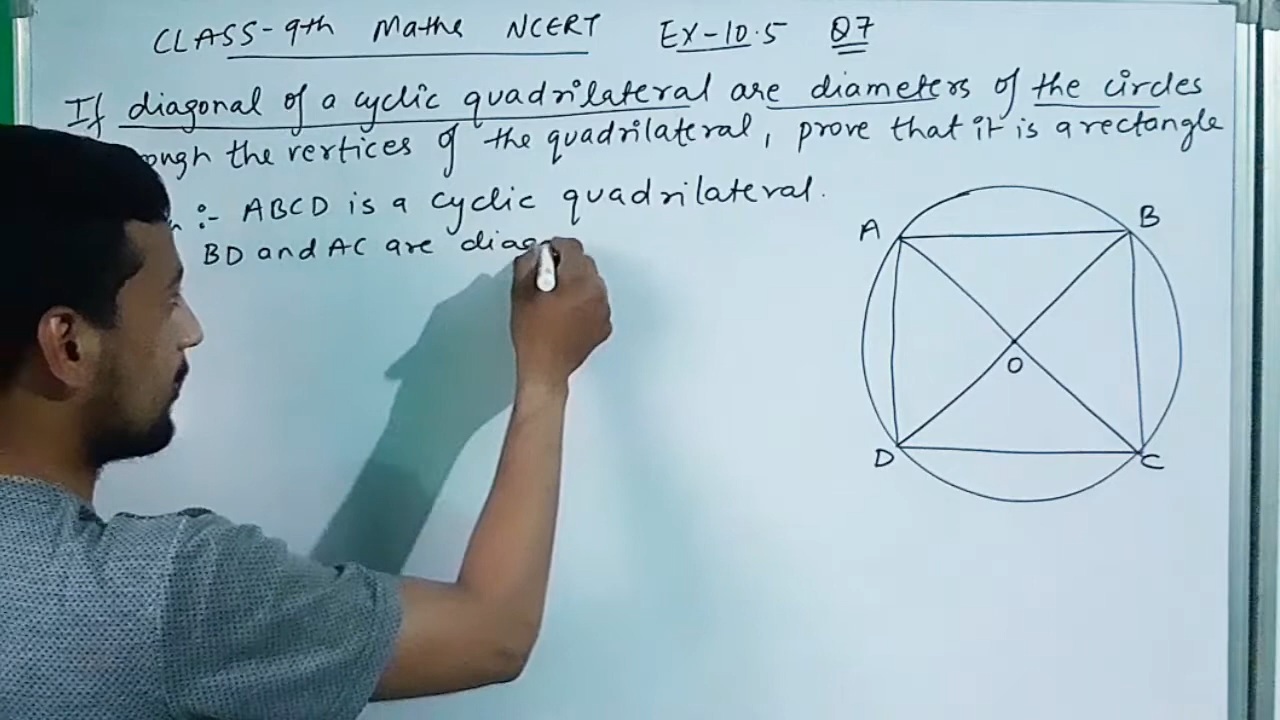 CLASS-9th Maths NCERT Ex-10.5 Q7
If diagonal of a cyclic quadrilateral are diameters of the circles
the vertices of the quadrilateral, prove that it is a rectangle
:- ABCD is a cyclic quadrilateral.
BD and AC are
A
B
O
D
C